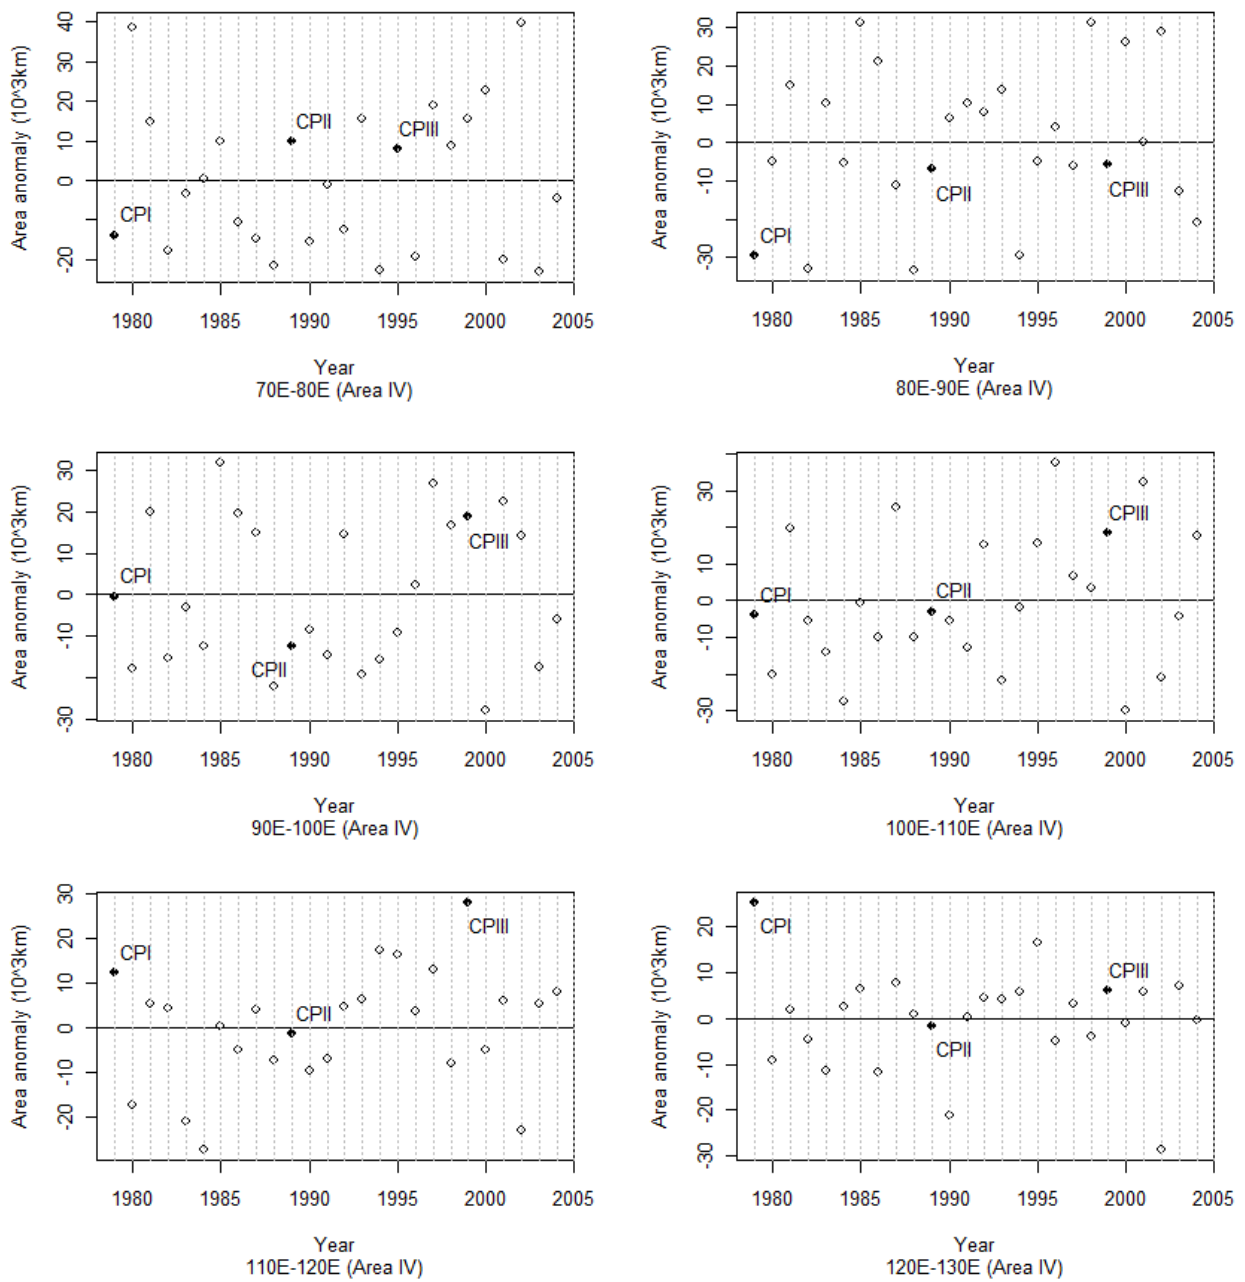 Area anomaly (10^3km)
40
30
20
10
0
-20
CPI
CPII
CPIII
1980 1985 1990 1995 2000 2005
Year
70E-80E (Area IV)
Area anomaly (10^3km)
30
20
10
0
-10
-30
CPI
CPII
CPIII
1980 1985 1990 1995 2000 2005
Year
80E-90E (Area IV)
Area anomaly (10^3km)
30
20
10
0
-10
-30
CPI
CPII
CPIII
1980 1985 1990 1995 2000 2005
Year
90E-100E (Area IV)
Area anomaly (10^3km)
30
10
0
-10
-30
CPI
CPII
CPIII
1980 1985 1990 1995 2000 2005
Year
100E-110E (Area IV)
Area anomaly (10^3km)
30
20
10
0
-10
-20
CPI
CPII
CPIII
1980 1985 1990 1995 2000 2005
Year
110E-120E (Area IV)
Area anomaly (10^3km)
20
10
0
-10
-20
-30
CPI
CPII
CPIII
1980 1985 1990 1995 2000 2005
Year
120E-130E (Area IV)